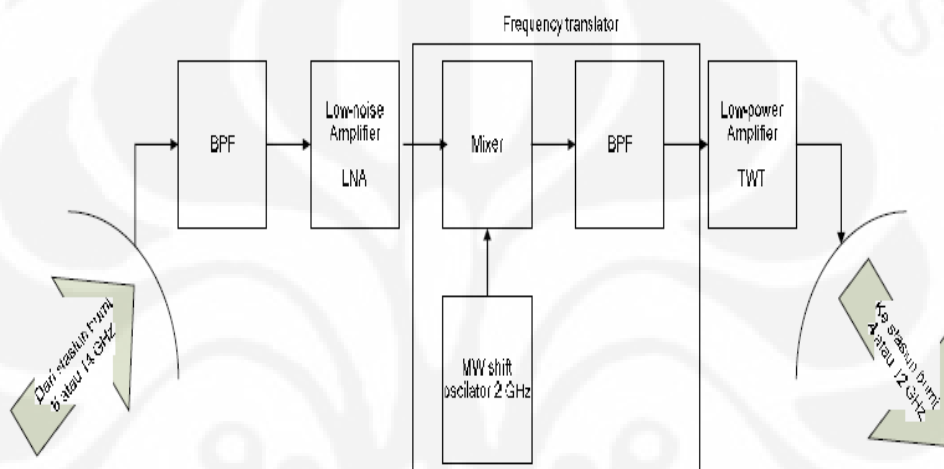 Frequency translator
BPF
Low-noise
Amplifier
LNA
Mixer
BPF
Low-power
Amplifier
TWT
MW shift
oscilator 2 GHz
Dari stasiun bumi
6 atau 14 GHz
Ke stasiun bumi
4 atau 12 GHz